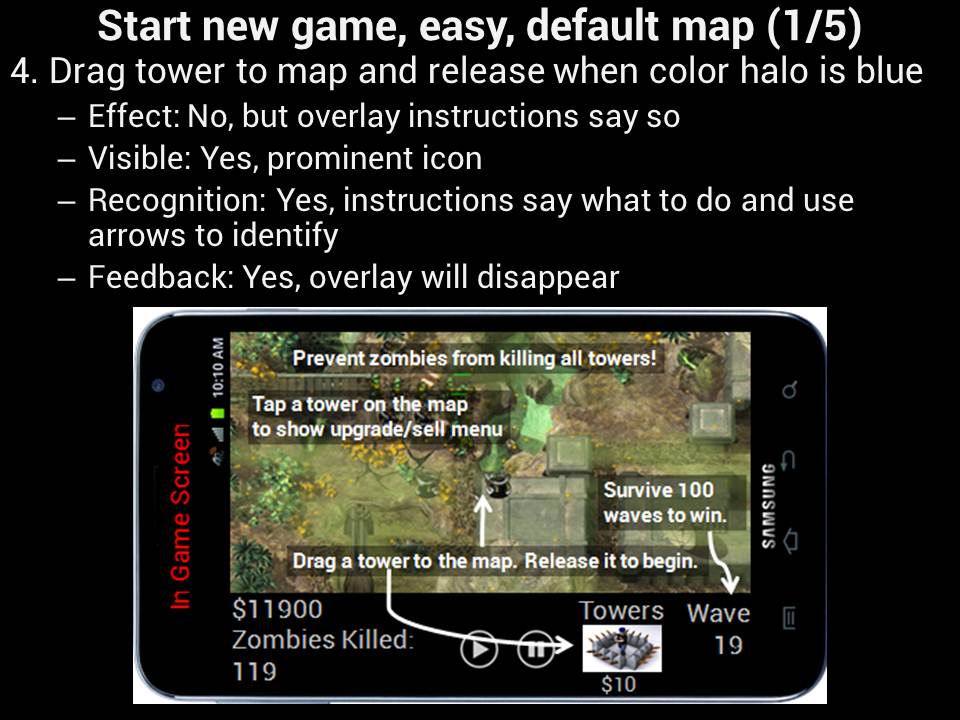 Start new game, easy, default map (1/5)
4. Drag tower to map and release when color halo is blue
– Effect: No, but overlay instructions say so
– Visible: Yes, prominent icon
– Recognition: Yes, instructions say what to do and use
arrows to identify
– Feedback: Yes, overlay will disappear
In Game Screen
10:10 AM
Prevent zombies from killing all towers!
Tap a tower on the map
to show upgrade/sell menu
Survive 100
waves to win.
Drag a tower to the map. Release it to begin.
SAMSUNG
$11900
Zombies Killed:
119
Towers
$10
Wave
19